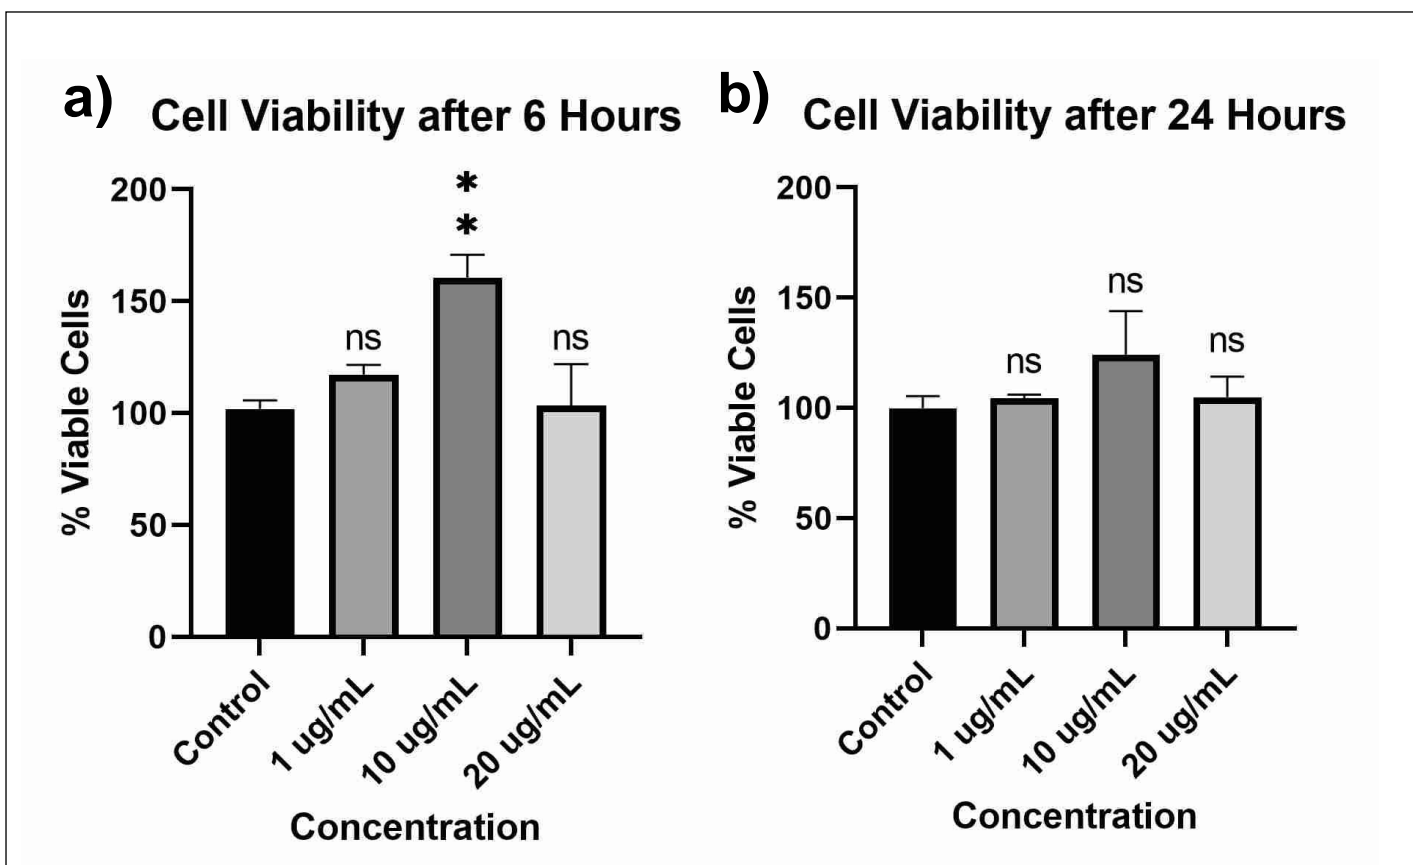 a)
Cell Viability after 6 Hours
200
150
100
50
0
% Viable Cells
ns
*
*
ns
Control
1 ug/mL
10 ug/mL
20 ug/mL
Concentration
b)
Cell Viability after 24 Hours
200
150
100
50
0
% Viable Cells
ns
ns
ns
Control
1 ug/mL
10 ug/mL
20 ug/mL
Concentration